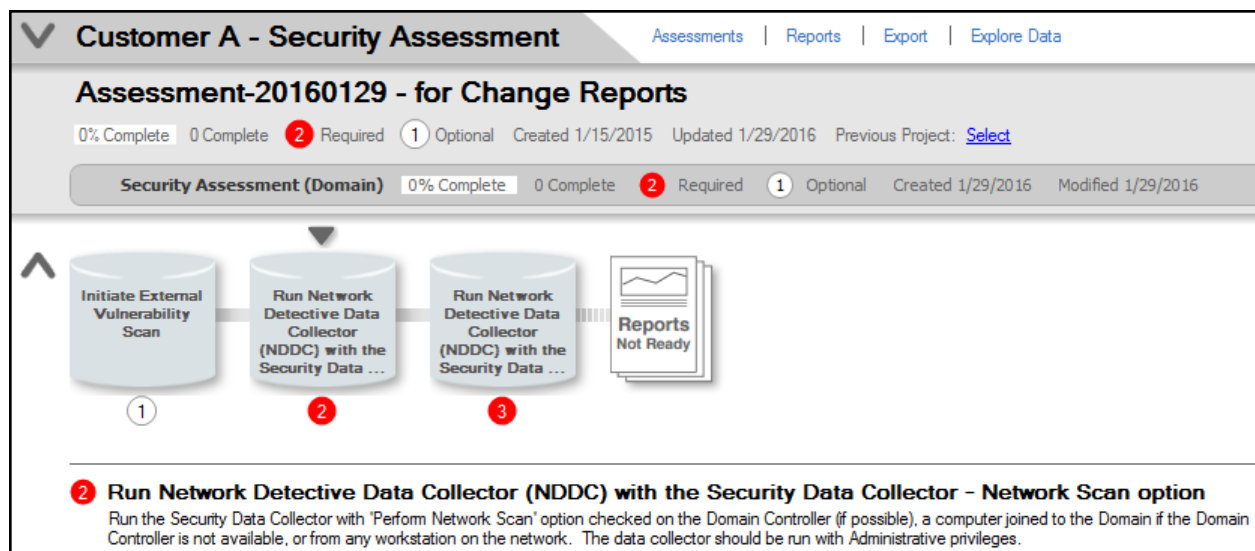 Customer A - Security Assessment
Assessments | Reports | Export | Explore Data
Assessment-20160129 - for Change Reports
0% Complete 0 Complete 2 Required 1 Optional Created 1/15/2015 Updated 1/29/2016 Previous Project: Select
Security Assessment (Domain) 0% Complete 0 Complete 2 Required 1 Optional Created 1/29/2016 Modified 1/29/2016
Initiate External
Vulnerability
Scan
1
Run Network
Detective Data
Collector
(NDDC) with the
Security Data ...
2
Run Network
Detective Data
Collector
(NDDC) with the
Security Data ...
3
Reports
Not Ready
2 Run Network Detective Data Collector (NDDC) with the Security Data Collector - Network Scan option
Run the Security Data Collector with 'Perform Network Scan' option checked on the Domain Controller (if possible), a computer joined to the Domain if the Domain
Controller is not available, or from any workstation on the network. The data collector should be run with Administrative privileges.